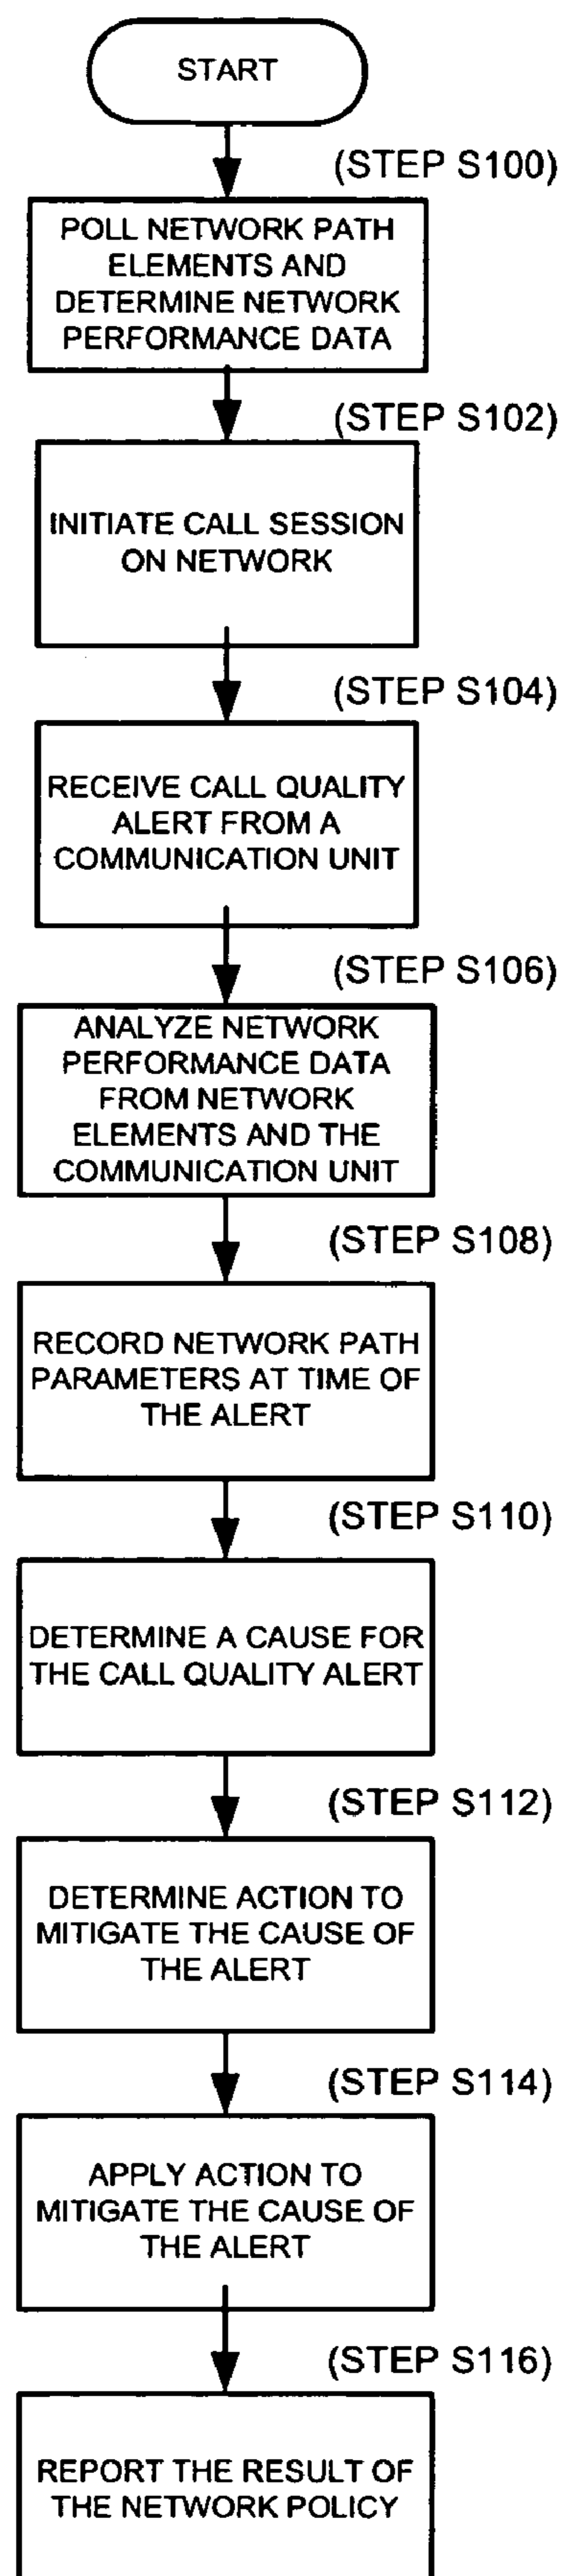 START
(STEP S100)
POLL NETWORK PATH
ELEMENTS AND
DETERMINE NETWORK
PERFORMANCE DATA
(STEP S102)
INITIATE CALL SESSION
ON NETWORK
(STEP S104)
RECEIVE CALL QUALITY
ALERT FROM A
COMMUNICATION UNIT
(STEP S106)
ANALYZE NETWORK
PERFORMANCE DATA
FROM NETWORK
ELEMENTS AND THE
COMMUNICATION UNIT
(STEP S108)
RECORD NETWORK PATH
PARAMETERS AT TIME OF
THE ALERT
(STEP S110)
DETERMINE A CAUSE FOR
THE CALL QUALITY ALERT
(STEP S112)
DETERMINE ACTION TO
MITIGATE THE CAUSE OF
THE ALERT
(STEP S114)
APPLY ACTION TO
MITIGATE THE CAUSE OF
THE ALERT
(STEP S116)
REPORT THE RESULT OF
THE NETWORK POLICY